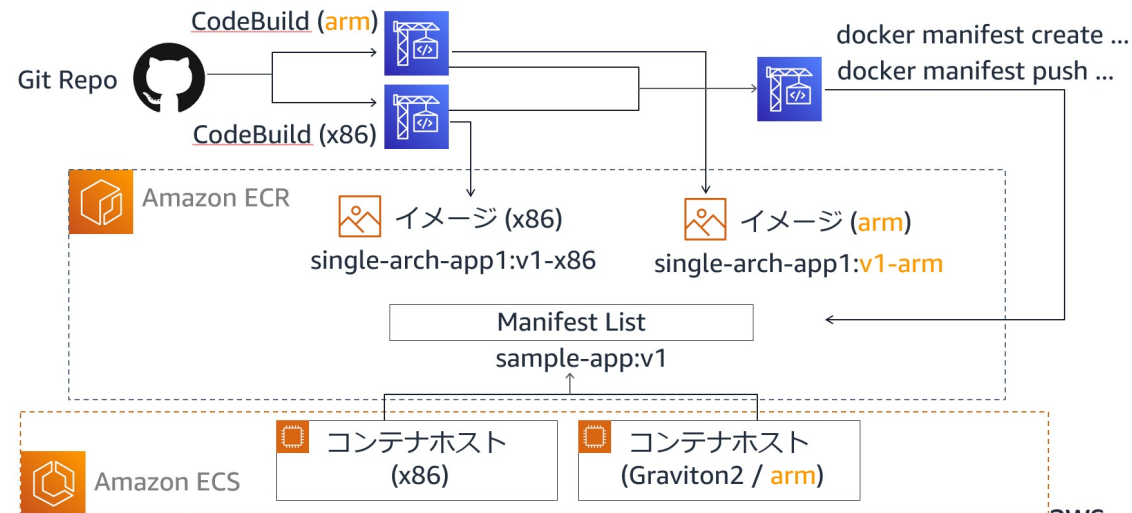 CodeBuild (arm)
docker manifest create ...
docker manifest push ...
Git Repo
CodeBuild (x86)
Amazon ECR
イメージ (x86)
single-arch-app1:v1-x86
イメージ (arm)
single-arch-app1:v1-arm
Manifest List
sample-app:v1
コンテナホスト
(x86)
コンテナホスト
(Graviton2 / arm)
Amazon ECS
aws